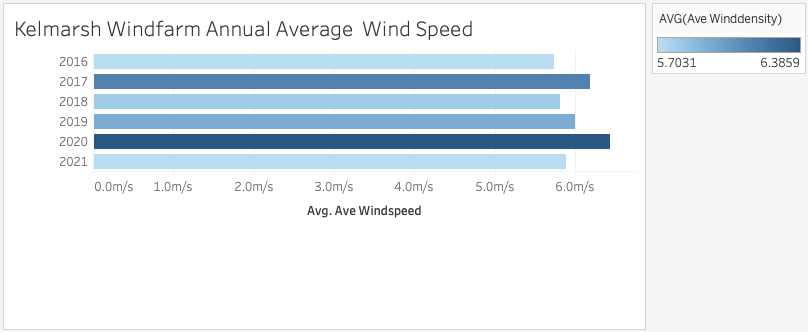 Kelmarsh Windfarm Annual Average  Wind Speed
AVG(Ave Winddensity)
5.7031 6.3859
2016
2017
2018
2019
2020
2021
0.0m/s 1.0m/s 2.0m/s 3.0m/s 4.0m/s 5.0m/s 6.0m/s
Avg. Ave Windspeed